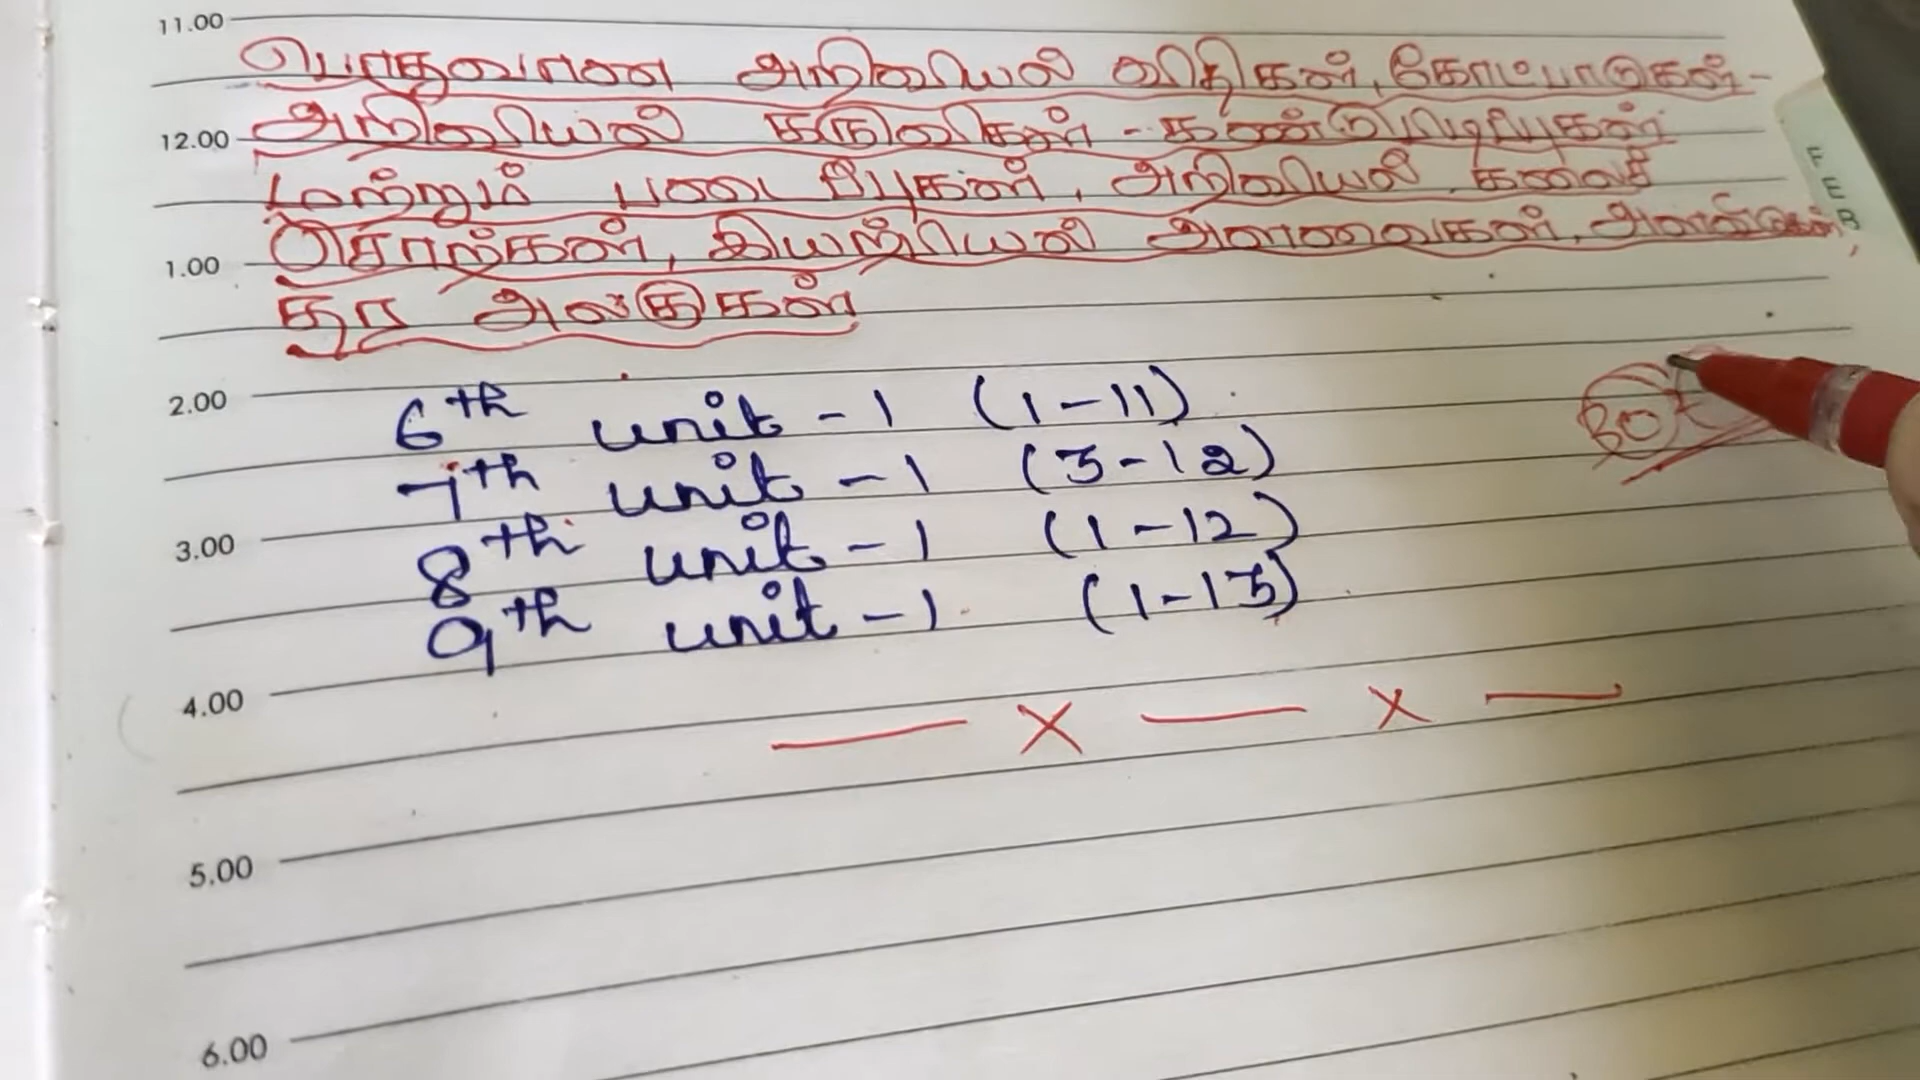 11.00
பொதுவான அறிவியல் விதிகள், கோட்பாடுகள் -
12.00 அறிவியல் கருவிகள் - கண்டுபிடிப்புகள்
மற்றும் படைப்புகள், அறிவியல் கலைச்
1.00 சொற்கள், இயற்பியல் அளவைகள், அளவீடுகள்,
தர அலகுகள்
2.00 6th unit - 1 (1-11)
7th unit - 1 (3-12)
3.00 8th unit - 1 (1-12)
9th unit - 1 (1-13)
4.00
— X — X —
5.00
6.00
FEB